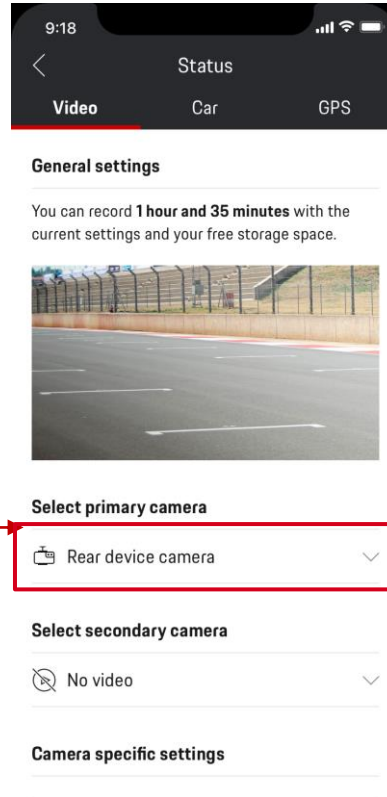 9:18
Status
Video Car GPS
General settings
You can record 1 hour and 35 minutes with the
current settings and your free storage space.
Select primary camera
Rear device camera
Select secondary camera
No video
Camera specific settings